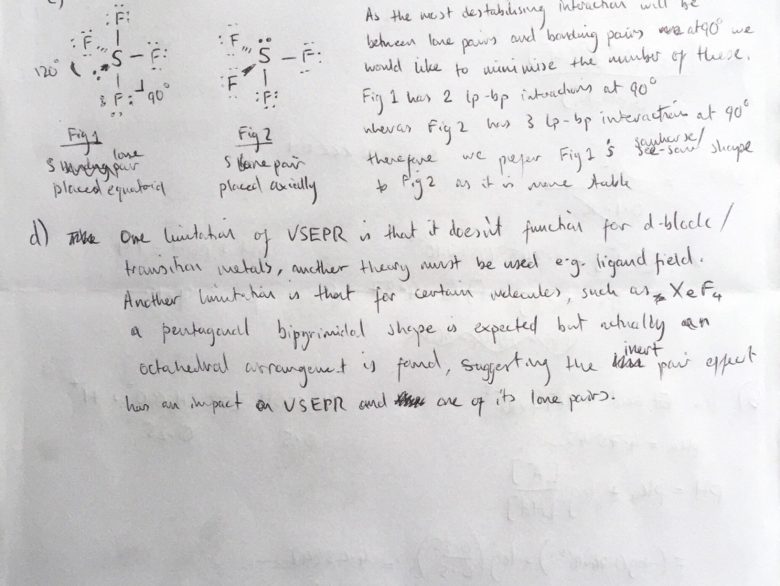 c)
As the most destabilising interaction will be
between lone pairs and bonding pairs at 90° we
would like to minimise the number of these.
Fig 1 has 2 lp-bp interactions at 90°
wheras Fig 2 has 3 lp-bp interaction at 90°
therefore we prefer Fig 1's sawhorse/
see-saw shape
to Fig 2 as it is more stable
:F:
:F S — F:
120°
:F :F: 90°
Fig 1
S lone pair
placed equatorial
:F S — F:
F :F:
Fig 2
S lone pair
placed axially
d) One limitation of VSEPR is that it doesn't function for d-block/
transition metals, another theory must be used e.g. ligand field.
Another limitation is that for certain molecules, such as XeF4
a pentagonal bipyrimidal shape is expected but actually an
octahedral arrangement is found, suggesting the inert pair effect
has an impact on VSEPR and one of its lone pairs.